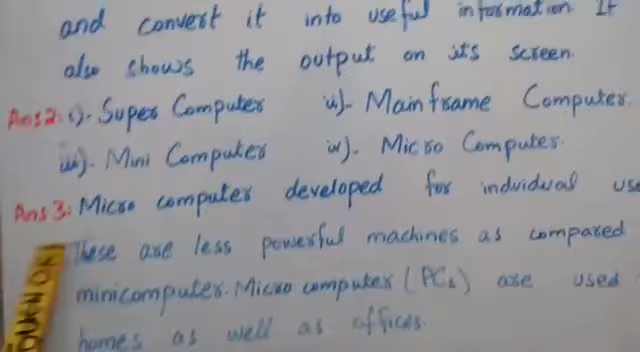 and convert it into useful information. It
also shows the output on its screen.
Ans2: i)- Super Computer ii)- Mainframe Computer.
iii)- Mini Computer iv)- Micro Computer.
Ans 3: Micro computer developed for indvidual use
These are less powerful machines as compared
minicomputer. Micro computer (PCs) are used
homes as well as offices.